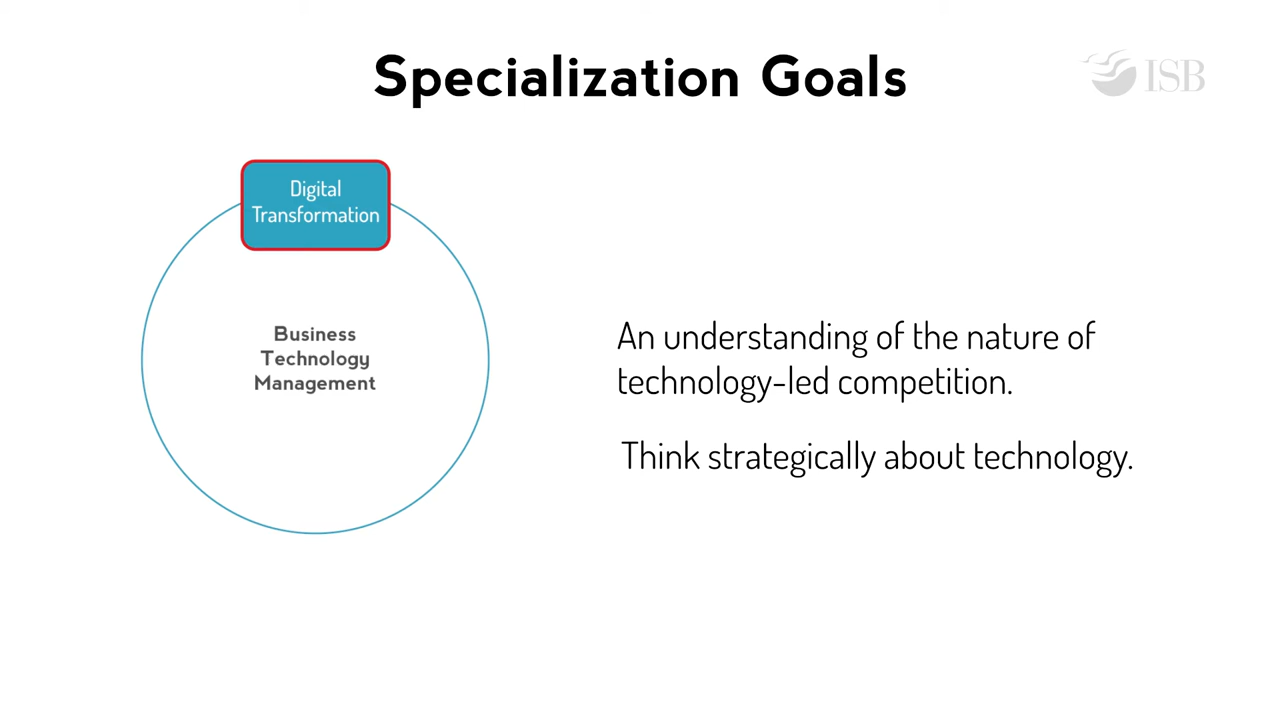 Specialization Goals
ISB
Digital
Transformation
Business
Technology
Management
An understanding of the nature of
technology-led competition.
Think strategically about technology.